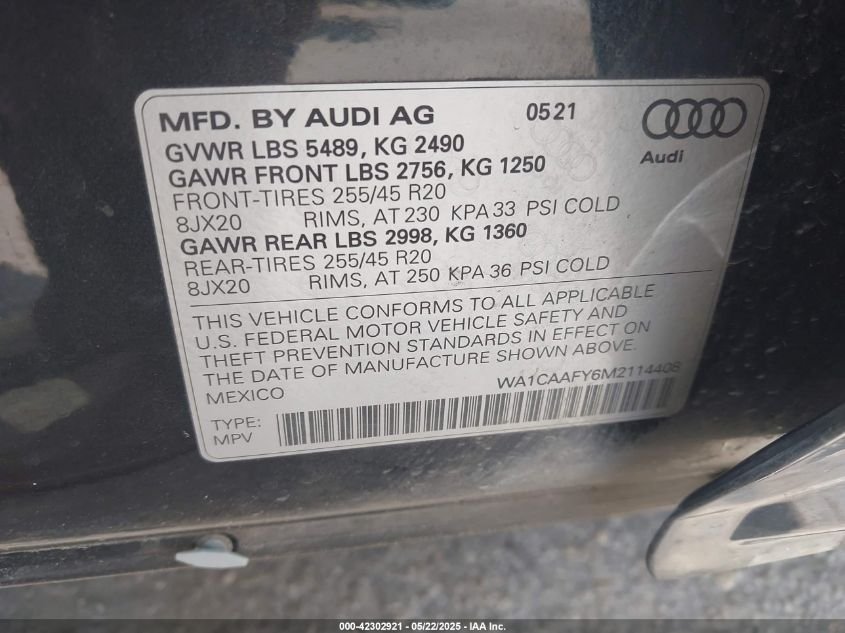 MFD. BY AUDI AG 0521
GVWR LBS 5489, KG 2490
Audi
GAWR FRONT LBS 2756, KG 1250
FRONT-TIRES 255/45 R20
8JX20 RIMS, AT 230 KPA 33 PSI COLD
GAWR REAR LBS 2998, KG 1360
REAR-TIRES 255/45 R20
8JX20 RIMS, AT 250 KPA 36 PSI COLD
THIS VEHICLE CONFORMS TO ALL APPLICABLE
U.S. FEDERAL MOTOR VEHICLE SAFETY AND
THEFT PREVENTION STANDARDS IN EFFECT ON
THE DATE OF MANUFACTURE SHOWN ABOVE.
MEXICO WA1CAAFY6M2114408
TYPE:
MPV
000-42302921 - 05/22/2025 - IAA Inc.